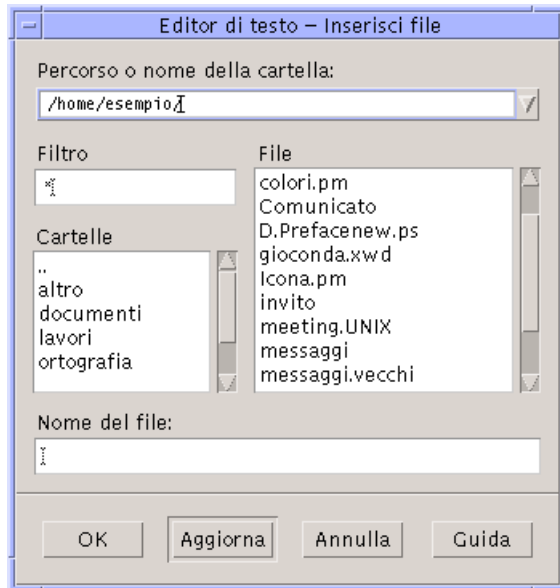 Editor di testo – Inserisci file
Percorso o nome della cartella:
/home/esempio/
Filtro
*
File
colori.pm
Comunicato
D.Prefacenew.ps
gioconda.xwd
Icona.pm
invito
meeting.UNIX
messaggi
messaggi.vecchi
Cartelle
..
altro
documenti
lavori
ortografia
Nome del file:
OK Aggiorna Annulla Guida